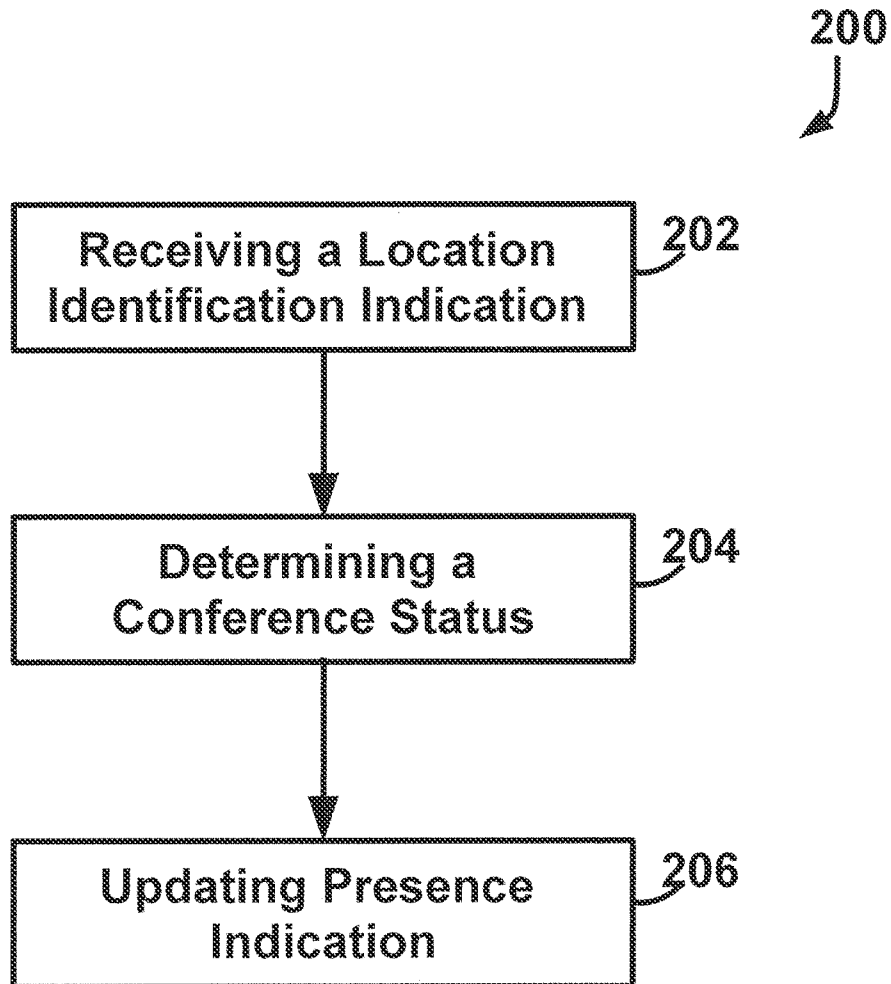 200
Receiving a Location
Identification Indication
202
Determining a
Conference Status
204
Updating Presence
Indication
206